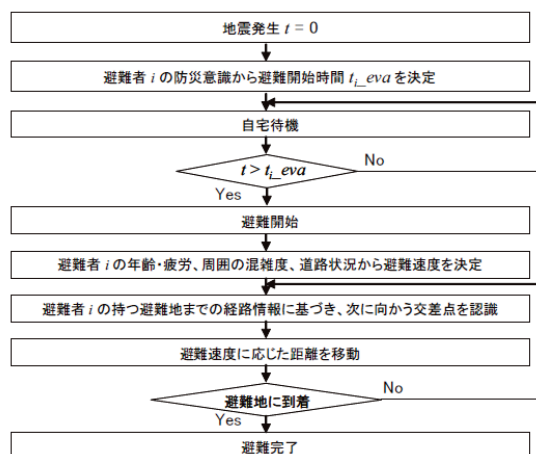 地震発生 t = 0
避難者 i の防災意識から避難開始時間 t_i_eva を決定
自宅待機
t > t_i_eva
No
Yes
避難開始
避難者 i の年齢・疲労、周囲の混雑度、道路状況から避難速度を決定
避難者 i の持つ避難地までの経路情報に基づき、次に向かう交差点を認識
避難速度に応じた距離を移動
避難地に到着
No
Yes
避難完了